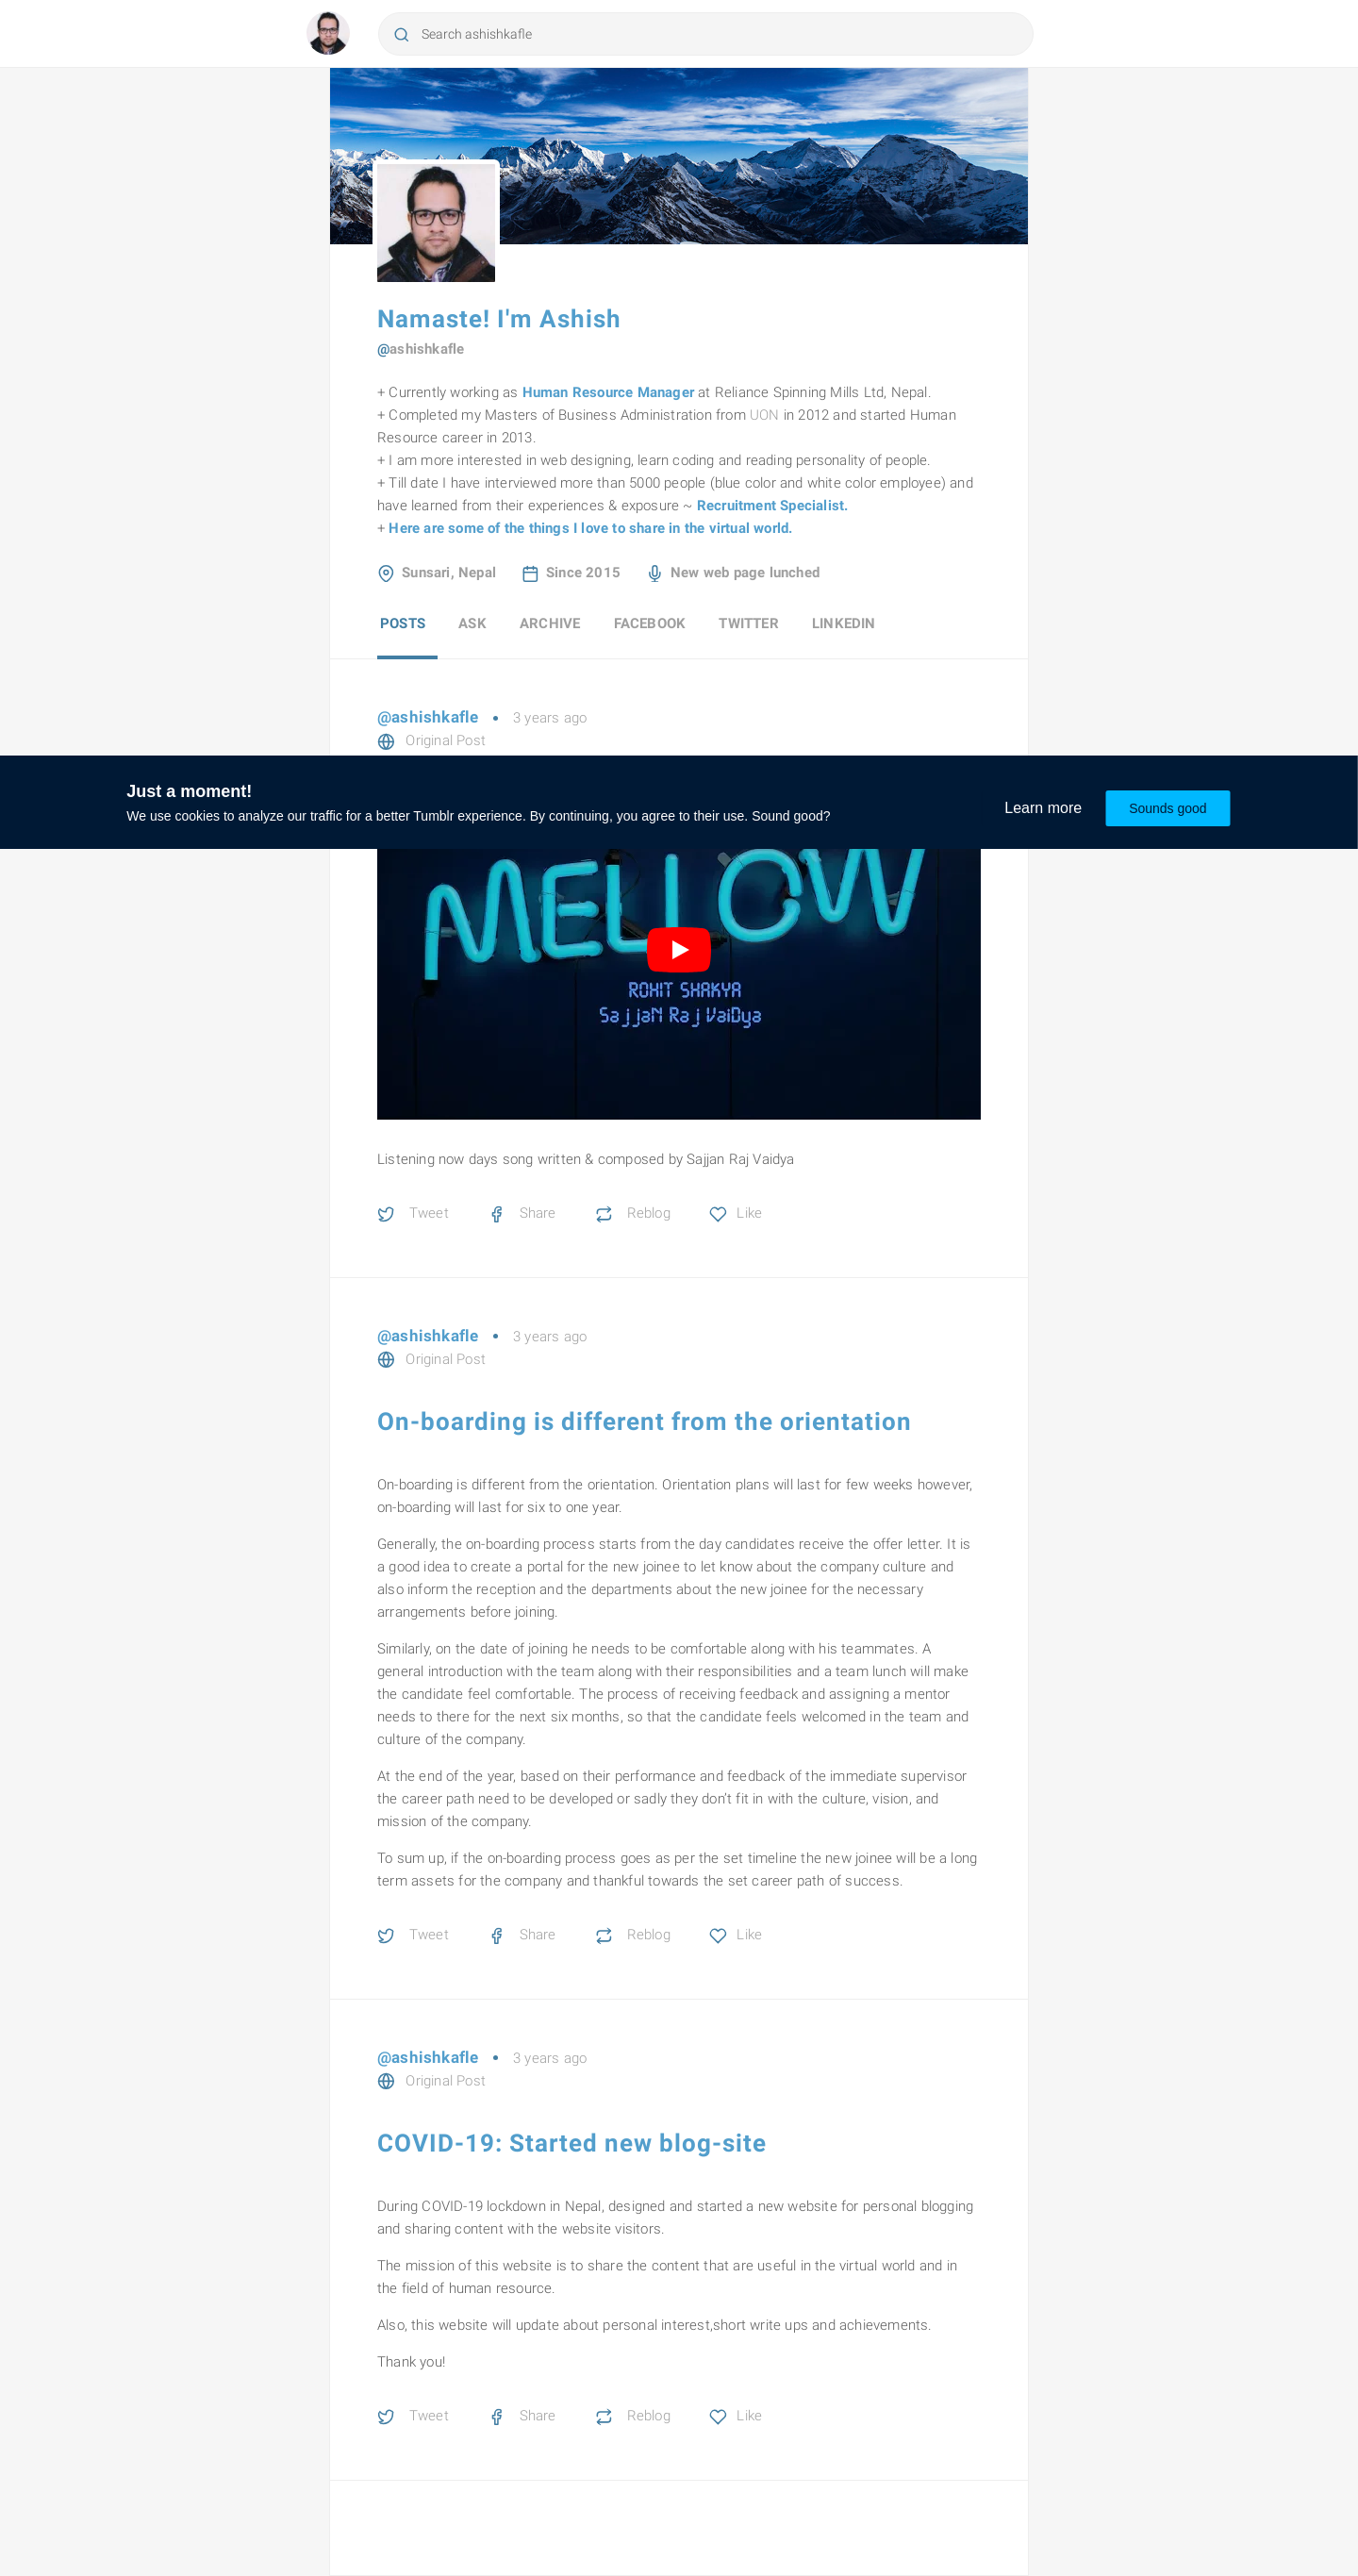 Search ashishkafle
Namaste! I'm Ashish
@ashishkafle
+ Currently working as Human Resource Manager at Reliance Spinning Mills Ltd, Nepal.
+ Completed my Masters of Business Administration from UON in 2012 and started Human
Resource career in 2013.
+ I am more interested in web designing, learn coding and reading personality of people.
+ Till date I have interviewed more than 5000 people (blue color and white color employee) and
have learned from their experiences & exposure ~ Recruitment Specialist.
+ Here are some of the things I love to share in the virtual world.
Sunsari, Nepal Since 2015 New web page lunched
POSTS ASK ARCHIVE FACEBOOK TWITTER LINKEDIN
@ashishkafle • 3 years ago
Original Post
Just a moment!
We use cookies to analyze our traffic for a better Tumblr experience. By continuing, you agree to their use. Sound good?
Learn more Sounds good
MELLOW
ROHIT SHAKYA
SajjaN Raj VaiDya
Listening now days song written & composed by Sajjan Raj Vaidya
Tweet Share Reblog Like
@ashishkafle • 3 years ago
Original Post
On-boarding is different from the orientation
On-boarding is different from the orientation. Orientation plans will last for few weeks however,
on-boarding will last for six to one year.
Generally, the on-boarding process starts from the day candidates receive the offer letter. It is
a good idea to create a portal for the new joinee to let know about the company culture and
also inform the reception and the departments about the new joinee for the necessary
arrangements before joining.
Similarly, on the date of joining he needs to be comfortable along with his teammates. A
general introduction with the team along with their responsibilities and a team lunch will make
the candidate feel comfortable. The process of receiving feedback and assigning a mentor
needs to there for the next six months, so that the candidate feels welcomed in the team and
culture of the company.
At the end of the year, based on their performance and feedback of the immediate supervisor
the career path need to be developed or sadly they don't fit in with the culture, vision, and
mission of the company.
To sum up, if the on-boarding process goes as per the set timeline the new joinee will be a long
term assets for the company and thankful towards the set career path of success.
Tweet Share Reblog Like
@ashishkafle • 3 years ago
Original Post
COVID-19: Started new blog-site
During COVID-19 lockdown in Nepal, designed and started a new website for personal blogging
and sharing content with the website visitors.
The mission of this website is to share the content that are useful in the virtual world and in
the field of human resource.
Also, this website will update about personal interest,short write ups and achievements.
Thank you!
Tweet Share Reblog Like